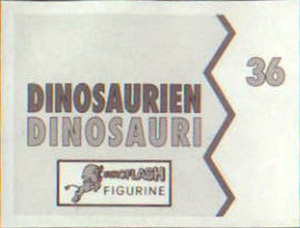 36
DINOSAURIEN
DINOSAURI
EUROFLASH
FIGURINE